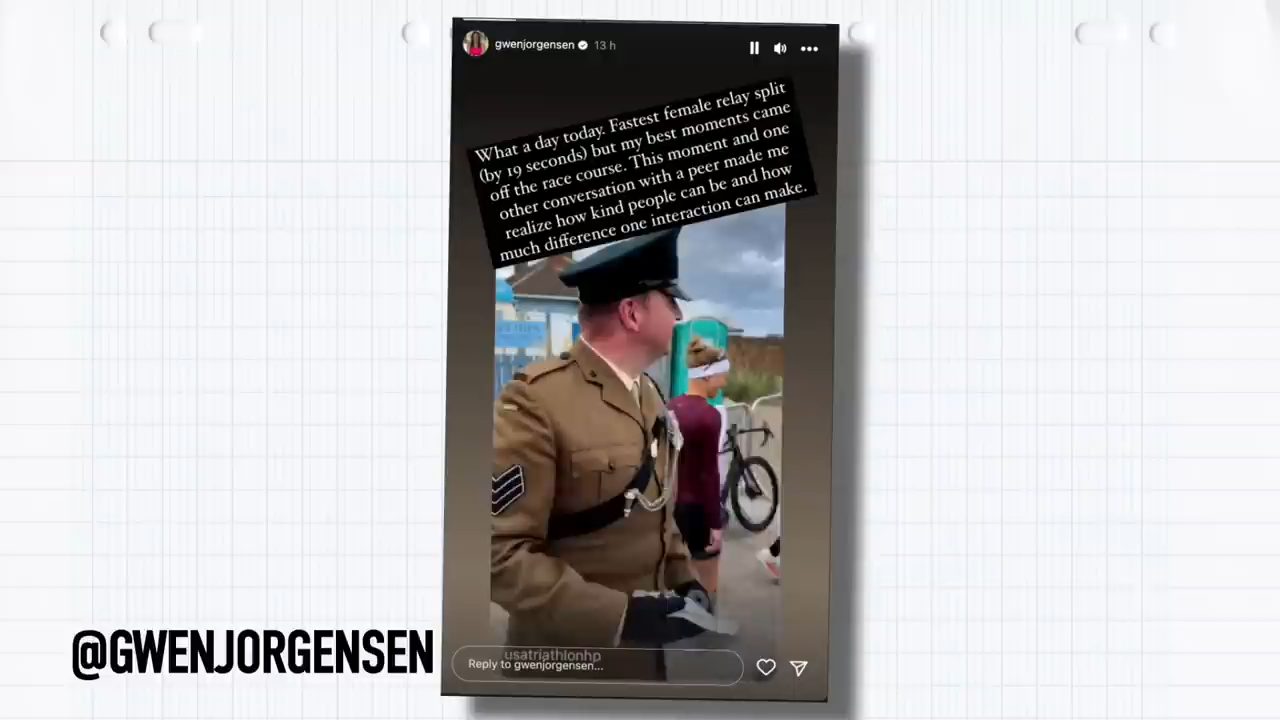 gwenjorgensen 13 h
What a day today. Fastest female relay split
(by 19 seconds) but my best moments came
off the race course. This moment and one
other conversation with a peer made me
realize how kind people can be and how
much difference one interaction can make.
usatriathlonhp
Reply to gwenjorgensen...
@GWENJORGENSEN